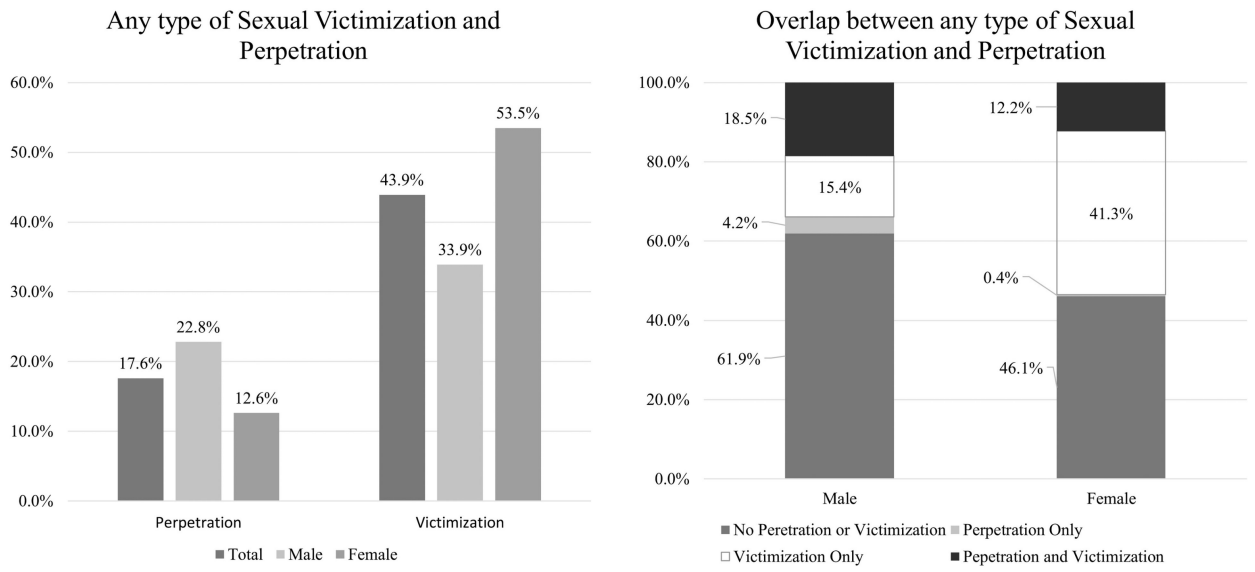 Any type of Sexual Victimization and
Perpetration
60.0%
50.0%
40.0%
30.0%
20.0%
10.0%
0.0%
17.6%
22.8%
12.6%
43.9%
33.9%
53.5%
Perpetration
Victimization
Total
Male
Female
Overlap between any type of Sexual
Victimization and Perpetration
100.0%
80.0%
60.0%
40.0%
20.0%
0.0%
18.5%
15.4%
4.2%
61.9%
12.2%
41.3%
0.4%
46.1%
Male
Female
No Peretration or Victimization
Perpetration Only
Victimization Only
Pepetration and Victimization